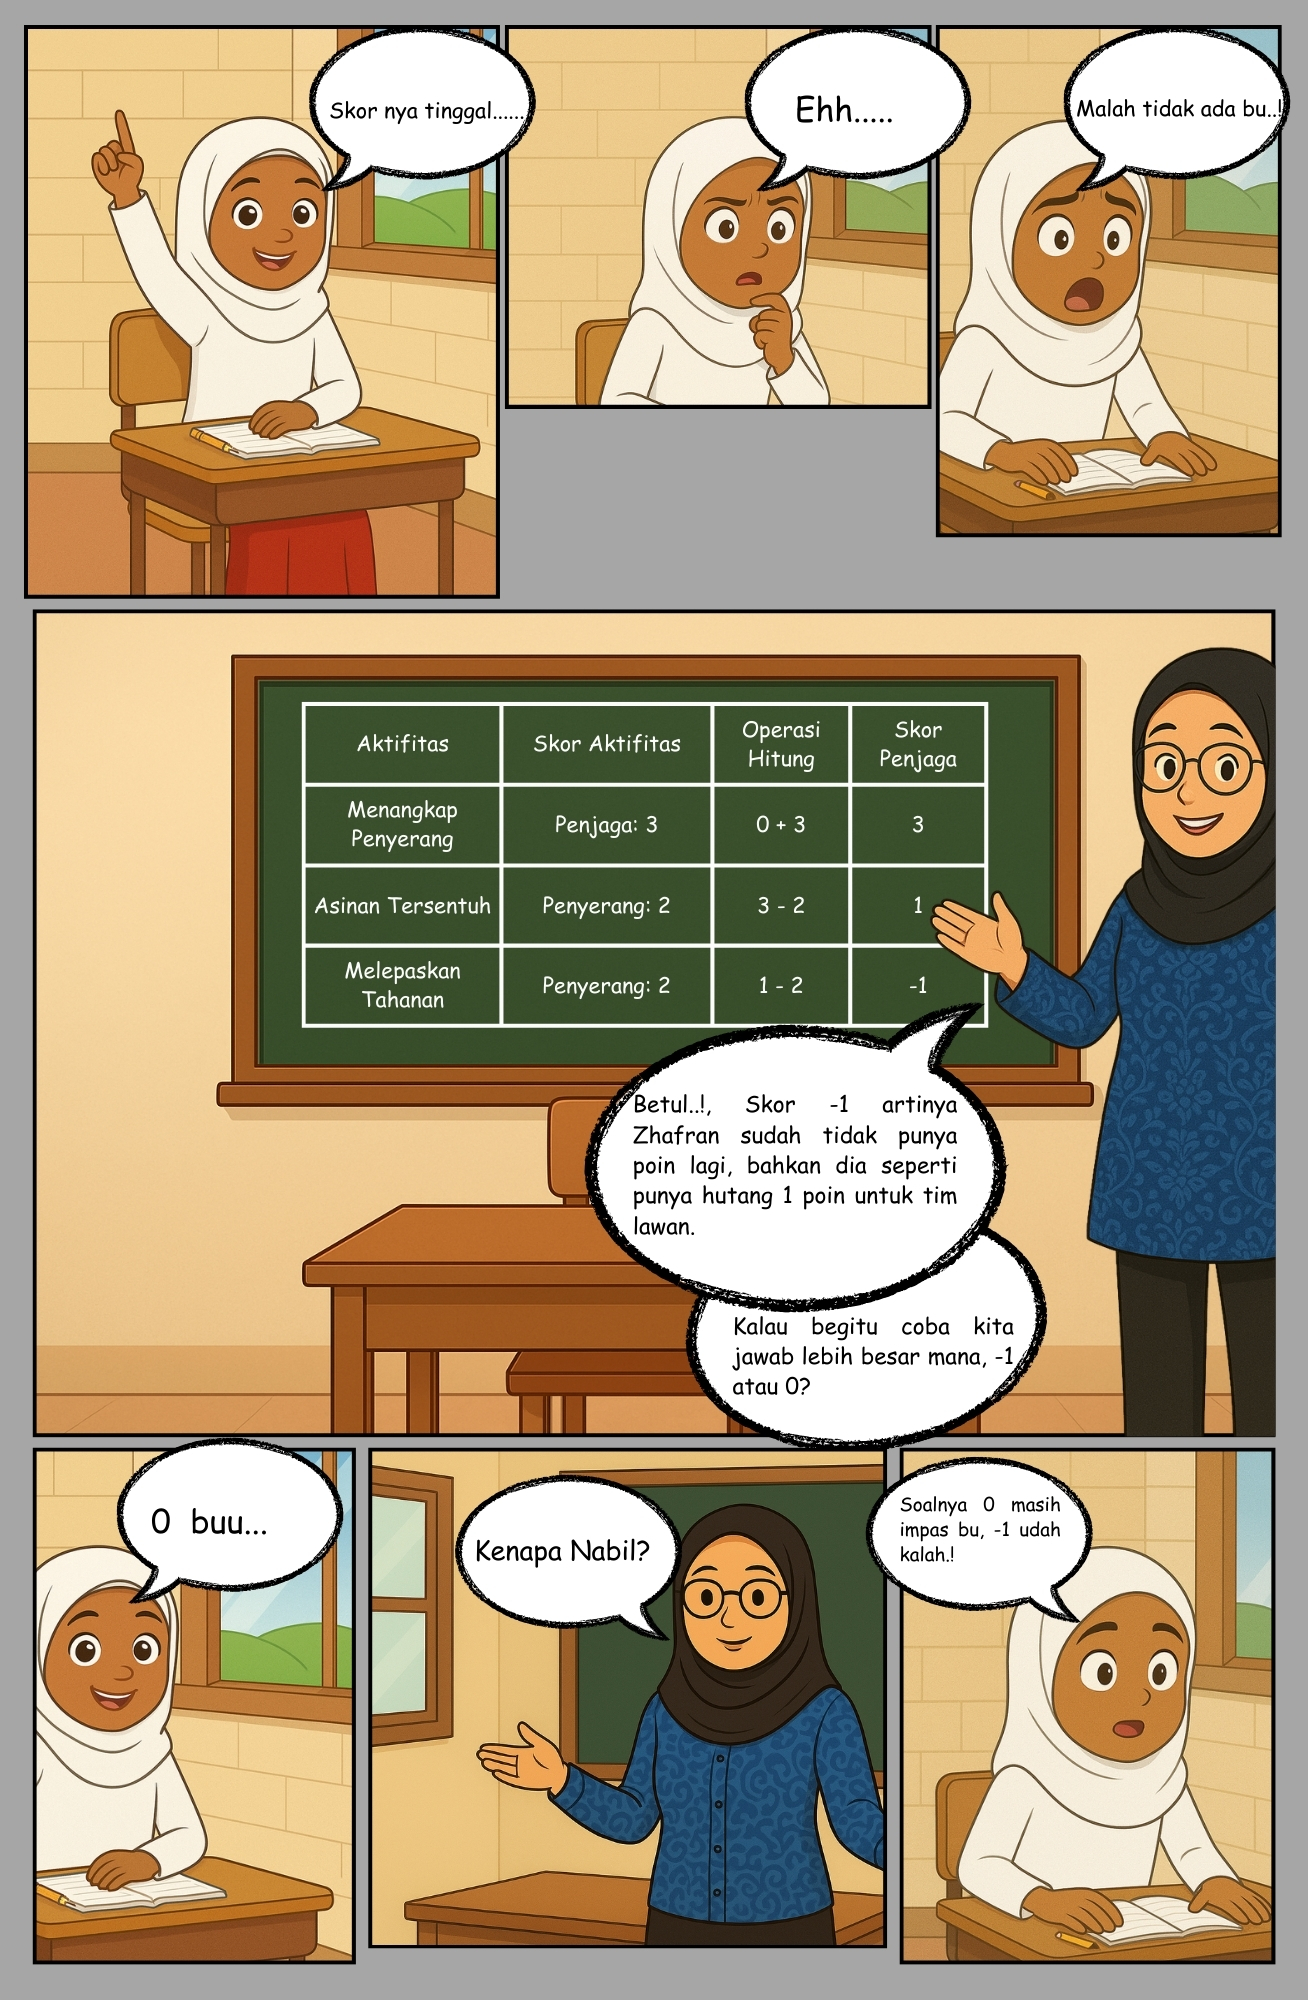 Skor nya tinggal......
Ehh.....
Malah tidak ada bu..!
Aktifitas
Skor Aktifitas
Operasi
Hitung
Skor
Penjaga
Menangkap
Penyerang
Penjaga: 3
0 + 3
3
Asinan Tersentuh
Penyerang: 2
3 - 2
1
Melepaskan
Tahanan
Penyerang: 2
1 - 2
-1
Betul..!, Skor -1 artinya
Zhafran sudah tidak punya
poin lagi, bahkan dia seperti
punya hutang 1 poin untuk tim
lawan.
Kalau begitu coba kita
jawab lebih besar mana, -1
atau 0?
0 buu...
Kenapa Nabil?
Soalnya 0 masih
impas bu, -1 udah
kalah.!